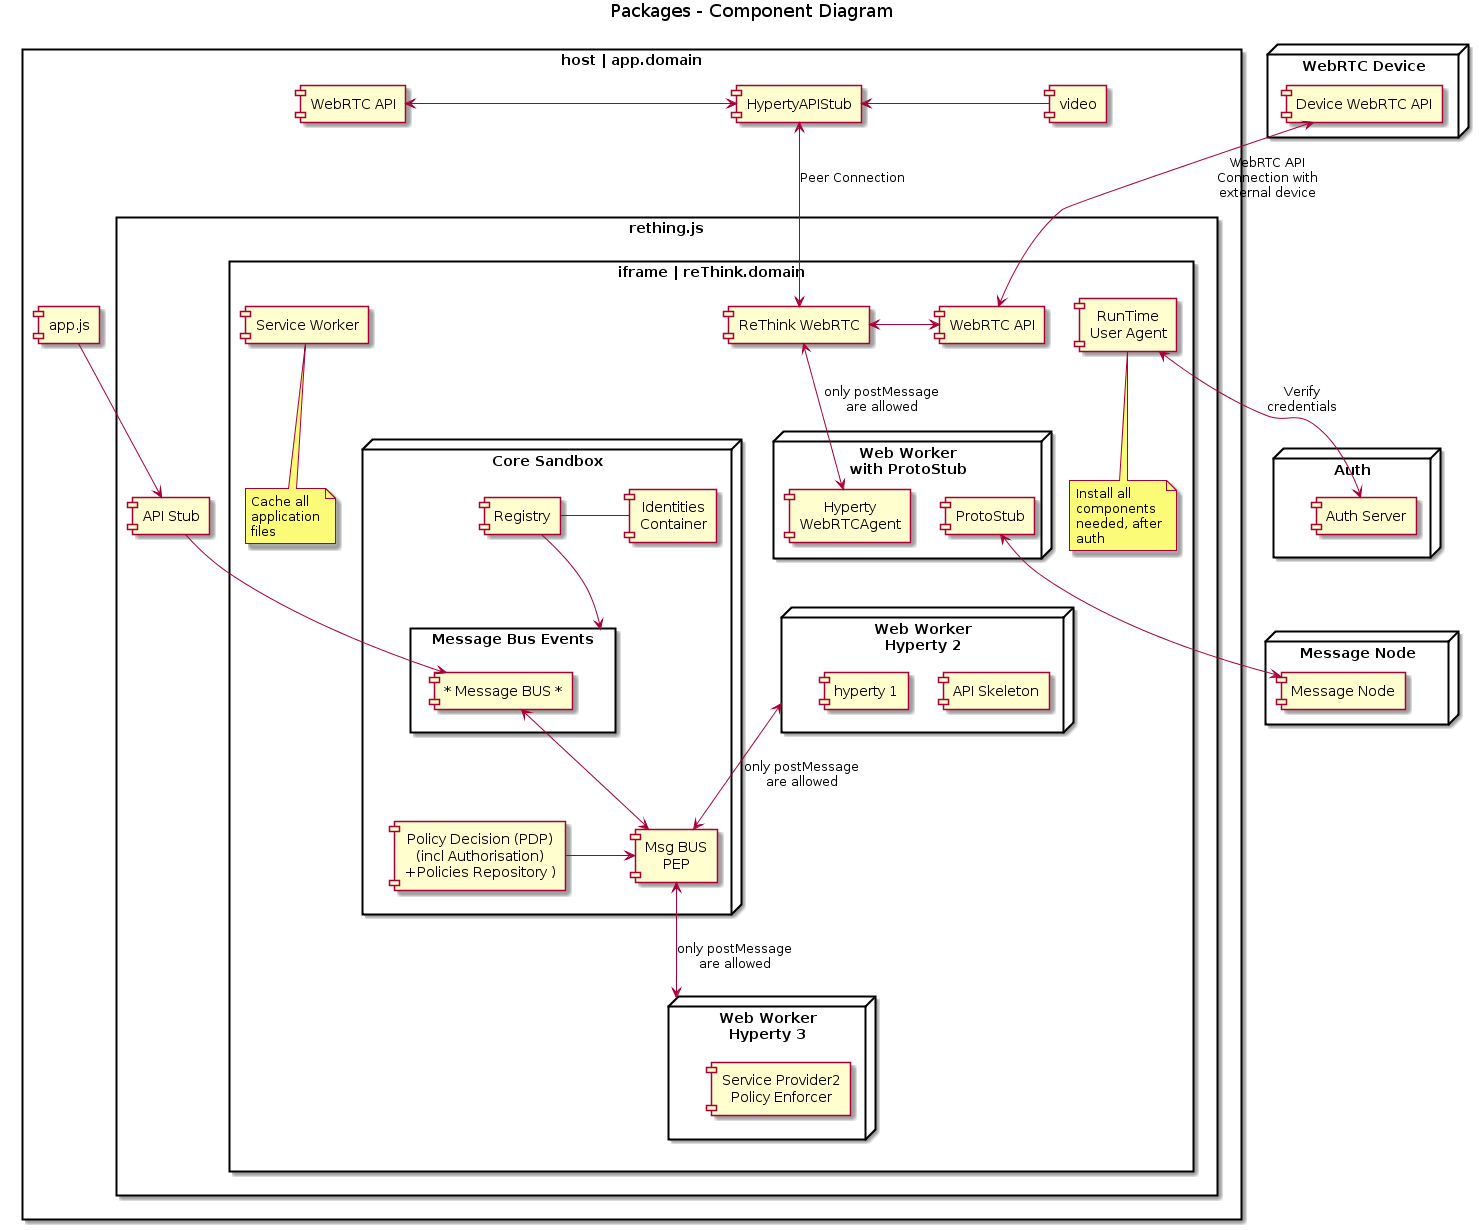 Packages - Component Diagram
host | app.domain
WebRTC Device
WebRTC API
HypertyAPIStub
video
Device WebRTC API
WebRTC API
Connection with
external device
Peer Connection
rething.js
iframe | reThink.domain
app.js
Service Worker
ReThink WebRTC
WebRTC API
RunTime
User Agent
only postMessage
are allowed
Verify
credentials
Core Sandbox
Web Worker
with ProtoStub
Auth
API Stub
Cache all
application
files
Registry
Identities
Container
Hyperty
WebRTCAgent
ProtoStub
Install all
components
needed, after
auth
Auth Server
Message Bus Events
* Message BUS *
Web Worker
Hyperty 2
hyperty 1
API Skeleton
Message Node
Message Node
only postMessage
are allowed
Policy Decision (PDP)
(incl Authorisation)
+Policies Repository )
Msg BUS
PEP
only postMessage
are allowed
Web Worker
Hyperty 3
Service Provider2
Policy Enforcer